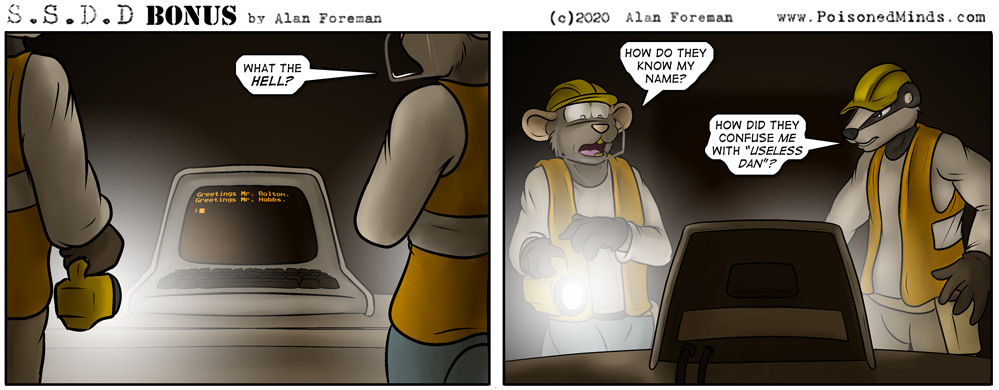 S.S.D.D BONUS by Alan Foreman
(c)2020 Alan Foreman www.PoisonedMinds.com
WHAT THE
HELL?
Greetings Mr. Bolton.
Greetings Mr. Hobbs.
>
HOW DO THEY
KNOW MY
NAME?
HOW DID THEY
CONFUSE ME
WITH "USELESS
DAN"?